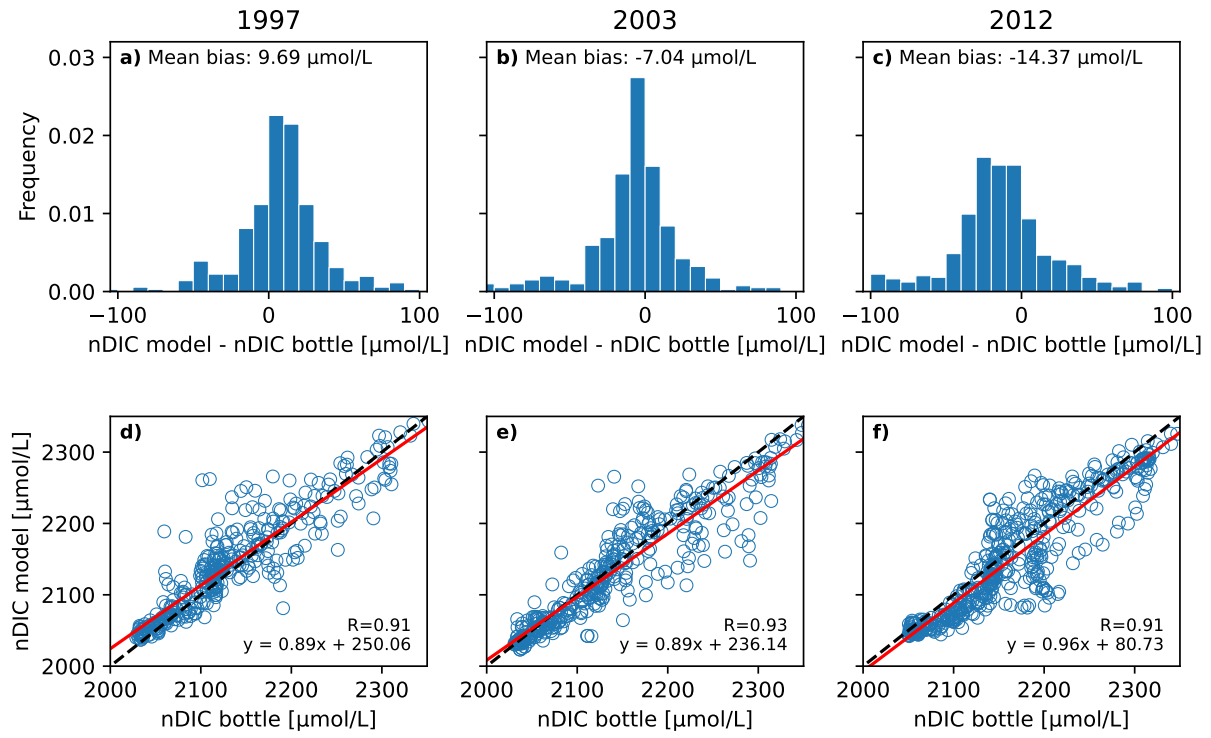 1997
2003
2012
a) Mean bias: 9.69 µmol/L
b) Mean bias: -7.04 µmol/L
c) Mean bias: -14.37 µmol/L
Frequency
0.03
0.02
0.01
0.00
−100 0 100
−100 0 100
−100 0 100
nDIC model - nDIC bottle [µmol/L]
nDIC model - nDIC bottle [µmol/L]
nDIC model - nDIC bottle [µmol/L]
nDIC model [µmol/L]
2300
2200
2100
2000
d)
R=0.91
y = 0.89x + 250.06
e)
R=0.93
y = 0.89x + 236.14
f)
R=0.91
y = 0.96x + 80.73
2000 2100 2200 2300
2000 2100 2200 2300
2000 2100 2200 2300
nDIC bottle [µmol/L]
nDIC bottle [µmol/L]
nDIC bottle [µmol/L]